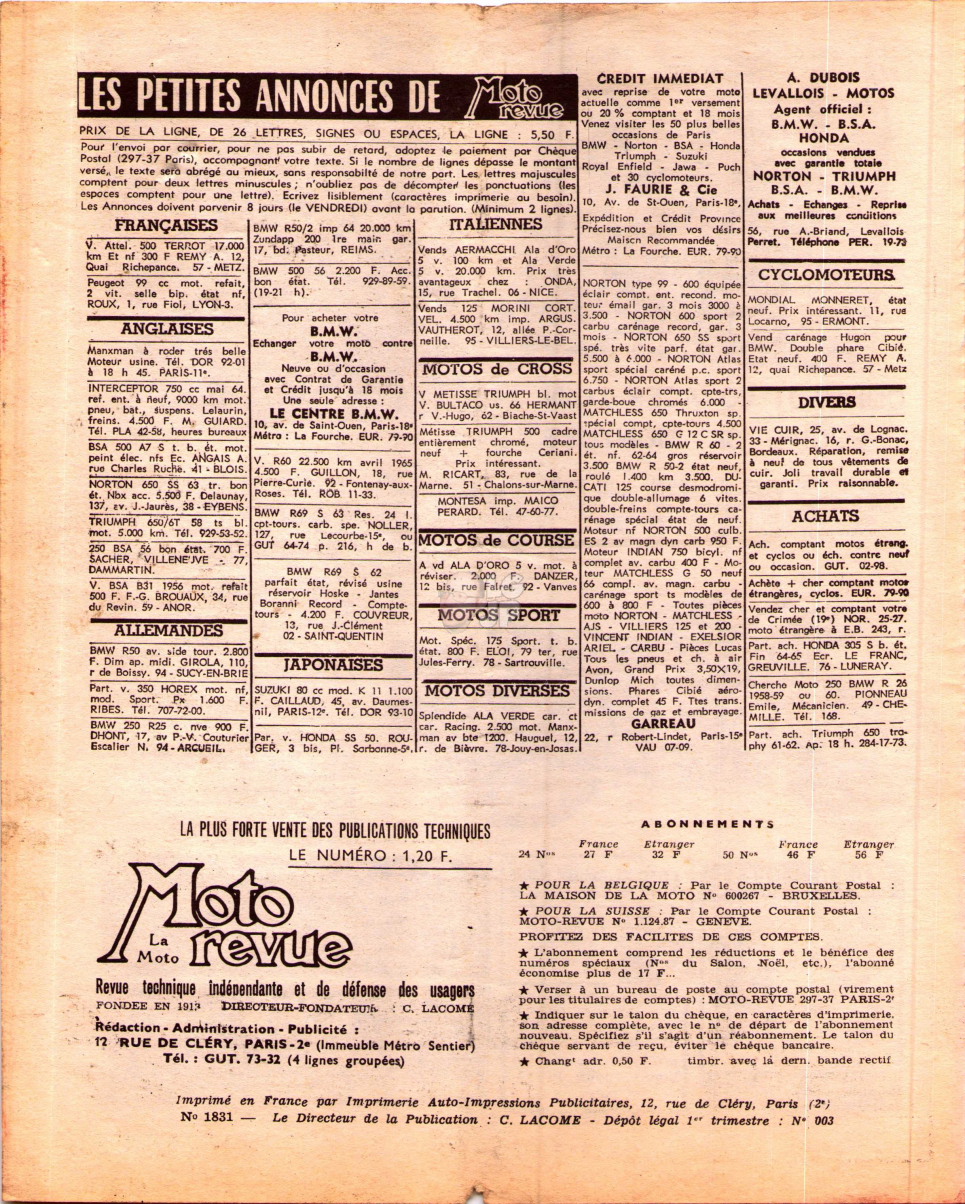 LES PETITES ANNONCES DE Moto revue
PRIX DE LA LIGNE, DE 26 LETTRES, SIGNES OU ESPACES, LA LIGNE : 5,50 F.
Pour l'envoi par courrier, pour ne pas subir de retard, adoptez le paiement par Chèque
Postal (297-37 Paris), accompagnant votre texte. Si le nombre de lignes dépasse le montant
versé, le texte sera abrégé au mieux, sans responsabilité de notre part. Les lettres majuscules
comptent pour deux lettres minuscules ; n'oubliez pas de décompter les ponctuations (les
espaces comptent pour une lettre). Ecrivez lisiblement (caractères imprimerie au besoin).
Les Annonces doivent parvenir 8 jours (le VENDREDI) avant la parution. (Minimum 2 lignes).
FRANÇAISES
V. Attel. 500 TERROT 17.000
km Et nf 300 F REMY A. 12,
Quai Richepance. 57 - METZ.
Peugeot 99 cc mot. refait,
2 vit. selle bip. état nf,
ROUX, 1, rue Fiol, LYON-3.
ANGLAISES
Manxman à roder trés belle
Moteur usine. Tél. DOR 92-01
à 18 h 45. PARIS-11e.
INTERCEPTOR 750 cc mai 64.
ref. ent. à neuf, 9000 km mot.
pneu, bat., suspens. Lelaurin,
freins. 4.500 F. M. GUIARD.
Tél. PLA 42-58, heures bureaux
BSA 500 A7 S t. b. ét. mot.
peint élec. nfs Ec. ANGAIS A.
rue Charles Ruche. 41 - BLOIS.
NORTON 650 SS 63 tr. bon
ét. Nbx acc. 5.500 F. Delaunay,
137, av. J.-Jaurès, 38 - EYBENS.
TRIUMPH 650/6T 58 ts bl.
mot. 5.000 km. Tél. 929-53-52.
250 BSA 56 bon état. 700 F.
SACHER, VILLENEUVE - 77,
DAMMARTIN.
V. BSA B31 1956 mot. refait
500 F. F.-G. BROUAUX, 34, rue
du Revin. 59 - ANOR.
ALLEMANDES
BMW R50 av. side tour. 2.800
F. Dim ap. midi. GIROLA, 110,
r de Boissy. 94 - SUCY-EN-BRIE
Part. v. 350 HOREX mot. nf,
mod. Sport. Px 1.600 F.
RIBES. Tél. 707-72-00.
BMW 250 R25 c. nve 900 F.
DHONT, 17, av P.-V. Couturier
Escalier N. 94 - ARCUEIL.
BMW R50/2 imp 64 20.000 km
Zundapp 200 1re main gar.
17, bd. Pasteur, REIMS.
BMW 500 56 2.200 F. Acc.
bon état. Tél. 929-89-59.
(19-21 h).
Pour acheter votre
B.M.W.
Echanger votre moto contre
B.M.W.
Neuve ou d'occasion
avec Contrat de Garantie
et Crédit jusqu'à 18 mois
Une seule adresse :
LE CENTRE B.M.W.
10, av. de Saint-Ouen, Paris-18e
Métro : La Fourche. EUR. 79-90
V. R60 22.500 km avril 1965
4.500 F. GUILLON, 18, rue
Pierre-Curié. 92 - Fontenay-aux-
Roses. Tél. ROB 11-33.
BMW R69 S 63 Res. 24 l.
cpt-tours. carb. spe. NOLLER,
127, rue Lecourbe-15e, ou
GUT 64-74 p. 216, h de b.
BMW R69 S 62
parfait état, révisé usine
réservoir Hoske - Jantes
Boranni Record - Compte-
tours - 4.200 F. COUVREUR,
13, rue J.-Clément
02 - SAINT-QUENTIN
JAPONAISES
SUZUKI 80 cc mod. K 11 1.100
F. CAILLAUD, 45, av. Daumes-
nil, PARIS-12e. Tél. DOR 93-10
Par. v. HONDA SS 50. ROU-
GER, 3 bis, Pl. Sorbonne-5e.
ITALIENNES
Vends AERMACCHI Ala d'Oro
5 v. 100 km et Ala Verde
5 v. 20.000 km. Prix très
avantageux chez : ONDA,
15, rue Trachel. 06 - NICE.
Vends 125 MORINI CORT.
VEL. 4.500 km imp. ARGUS.
VAUTHEROT, 12, allée P.-Cor-
neille. 95 - VILLIERS-LE-BEL.
MOTOS de CROSS
V METISSE TRIUMPH bl. mot
V. BULTACO us. 66 HERMANT
r V.-Hugo, 62 - Biache-St-Vaast
Métisse TRIUMPH 500 cadre
entièrement chromé, moteur
neuf + fourche Ceriani.
Prix intéressant.
M. RICART, 83, rue de la
Marne. 51 - Chalons-sur-Marne.
MONTESA imp. MAICO
PERARD. Tél. 47-60-77.
MOTOS de COURSE
A vd ALA D'ORO 5 v. mot. à
réviser. 2.000 F. DANZER,
12 bis, rue Falret. 92 - Vanves
MOTOS SPORT
Mot. Spéc. 175 Sport. t. b.
état. 800 F. ELOI, 79 ter, rue
Jules-Ferry. 78 - Sartrouville.
MOTOS DIVERSES
Splendide ALA VERDE car. ct
car. Racing. 2.500 mot. Manx-
man av bte 1200. Hauguel, 12,
r. de Bièvre. 78-Jouy-en-Josas.
CREDIT IMMEDIAT
avec reprise de votre moto
actuelle comme 1er versement
ou 20 % comptant et 18 mois
Venez visiter les 50 plus belles
occasions de Paris
BMW - Norton - BSA - Honda
Triumph - Suzuki
Royal Enfield - Jawa - Puch
et 30 cyclomoteurs.
J. FAURIE & Cie
10, Av. de St-Ouen, Paris-18e,
Expédition et Crédit Province
Précisez-nous bien vos désirs
Maison Recommandée
Métro : La Fourche. EUR. 79-90
NORTON type 99 - 600 équipée
éclair compt. ent. recond. mo-
teur émail gar. 3 mois 3000 à
3.500 - NORTON 600 sport 2
carbu carénage record, gar. 3
mois - NORTON 650 SS sport
spé. très vite parf. état gar.
5.500 à 6.000 - NORTON Atlas
sport spécial caréné p.c. sport
6.750 - NORTON Atlas sport 2
carbus éclair compt. cpte-trs,
garde-boue chromés 6.000 -
MATCHLESS 650 Thruxton sp.
spécial compt, cpte-tours 4.500
MATCHLESS 650 G 12 C SR sp.
tous modèles - BMW R 60 - 2
ét. nf. 62-64 gros réservoir
3.500 BMW R 50-2 état neuf,
roulé 1.400 km 3.500. DU-
CATI 125 course desmodromi-
que double-allumage 6 vites.
double-freins compte-tours ca-
rénage spécial état de neuf.
Moteur nf NORTON 500 culb.
ES 2 av magn dyn carb 950 F.
Moteur INDIAN 750 bicyl. nf
complet av. carbu 400 F - Mo-
teur MATCHLESS G 50 neuf
66 compl. av. magn. carbu -
carénage sport ts modèles de
600 à 800 F - Toutes pièces
moto NORTON - MATCHLESS -
AJS - VILLIERS 125 et 200 -
VINCENT INDIAN - EXELSIOR
ARIEL - CARBU - Pièces Lucas
Tous les pneus et ch. à air
Avon, Grand Prix 3,50X19,
Dunlop Mich toutes dimen-
sions. Phares Cibié aéro-
dyn. complet 45 F. Ttes trans.
missions de gaz et embrayage.
GARREAU
22, r Robert-Lindet, Paris-15e
VAU 07-09.
A. DUBOIS
LEVALLOIS - MOTOS
Agent officiel :
B.M.W. - B.S.A.
HONDA
occasions vendues
avec garantie totale
NORTON - TRIUMPH
B.S.A. - B.M.W.
Achats - Echanges - Reprise
aux meilleures conditions
56, rue A.-Briand, Levallois
Perret. Téléphone PER. 19-73
CYCLOMOTEURS
MONDIAL MONNERET, état
neuf. Prix intéressant. 11, rue
Locarno, 95 - ERMONT.
Vend carénage Hugon pour
BMW. Double phare Cibié.
Etat neuf. 400 F. REMY A.
12, quai Richepance. 57 - Metz
DIVERS
VIE CUIR, 25, av. de Lognac.
33 - Mérignac. 16, r. G.-Bonac,
Bordeaux. Réparation, remise
à neuf de tous vêtements de
cuir. Joli travail durable et
garanti. Prix raisonnable.
ACHATS
Ach. comptant motos étrang.
et cyclos ou éch. contre neuf
ou occasion. GUT. 02-98.
Achète + cher comptant motos
étrangères, cyclos. EUR. 79-90
Vendez cher et comptant votre
de Crimée (19e) NOR. 25-27.
moto étrangère à E.B. 243, r.
Part. ach. HONDA 305 S b. ét.
Fin 64-65 Ecr. LE FRANC,
GREUVILLE. 76 - LUNERAY.
Cherche Moto 250 BMW R 26
1958-59 ou 60. PIONNEAU
Emile, Mécanicien. 49 - CHE-
MILLE. Tél. 168.
Part. ach. Triumph 650 tro-
phy 61-62. Ap. 18 h. 284-17-73.
LA PLUS FORTE VENTE DES PUBLICATIONS TECHNIQUES
LE NUMÉRO : 1,20 F.
Moto revue
La
Moto
Revue technique indépendante et de défense des usagers
FONDEE EN 1913 DIRECTEUR-FONDATEUR : C. LACOME
Rédaction - Administration - Publicité :
12 RUE DE CLÉRY, PARIS-2e (Immeuble Métro Sentier)
Tél. : GUT. 73-32 (4 lignes groupées)
ABONNEMENTS
France Etranger France Etranger
24 Nos 27 F 32 F 50 Nos 46 F 56 F
★ POUR LA BELGIQUE : Par le Compte Courant Postal :
LA MAISON DE LA MOTO No 600267 - BRUXELLES.
★ POUR LA SUISSE : Par le Compte Courant Postal :
MOTO-REVUE No 1.124.87 - GENEVE.
PROFITEZ DES FACILITES DE CES COMPTES.
★ L'abonnement comprend les réductions et le bénéfice des
numéros spéciaux (Nos du Salon, Noël, etc.), l'abonné
économise plus de 17 F...
★ Verser à un bureau de poste au compte postal (virement
pour les titulaires de comptes) : MOTO-REVUE 297-37 PARIS-2e
★ Indiquer sur le talon du chèque, en caractères d'imprimerie.
son adresse complète, avec le no de départ de l'abonnement
nouveau. Spécifiez s'il s'agit d'un réabonnement. Le talon du
chéque servant de reçu, éviter le chéque bancaire.
★ Changt adr. 0,50 F. timbr. avec la dern. bande rectif
Imprimé en France par Imprimerie Auto-Impressions Publicitaires, 12, rue de Cléry, Paris (2e)
No 1831 — Le Directeur de la Publication : C. LACOME - Dépôt légal 1er trimestre : No 003